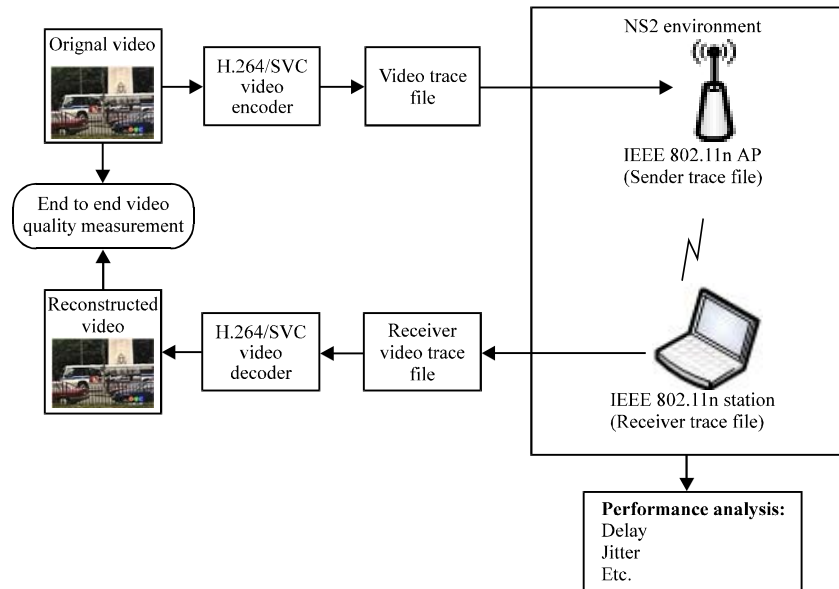 Orignal video
H.264/SVC
video
encoder
Video trace
file
NS2 environment
IEEE 802.11n AP
(Sender trace file)
End to end video
quality measurement
Reconstructed
video
H.264/SVC
video
decoder
Receiver
video trace
file
IEEE 802.11n station
(Receiver trace file)
Performance analysis:
Delay
Jitter
Etc.